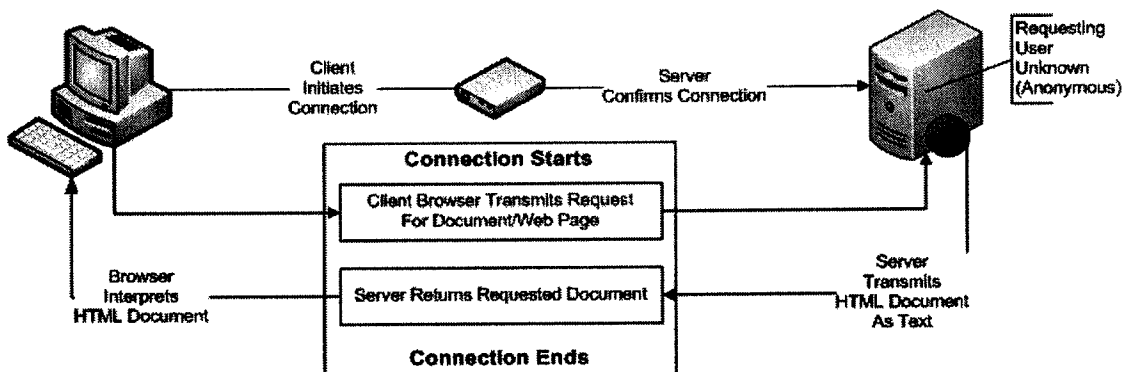 Client
Initiates
Connection
Server
Confirms Connection
Requesting
User
Unknown
(Anonymous)
Connection Starts
Client Browser Transmits Request
For Document/Web Page
Browser
Interprets
HTML Document
Server Returns Requested Document
Server
Transmits
HTML Document
As Text
Connection Ends